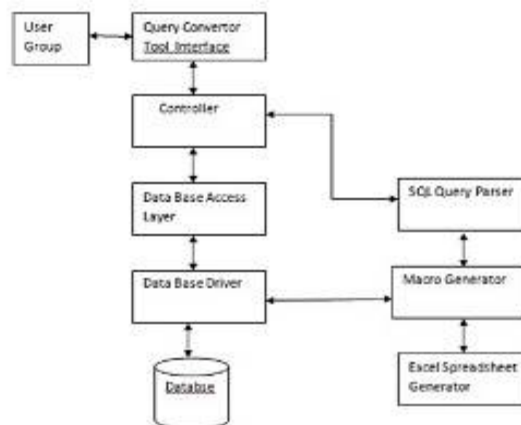 User
Group
Query Convertor
Tool Interface
Controller
Data Base Access
Layer
SQL Query Parser
Data Base Driver
Macro Generator
Databse
Excel Spreadsheet
Generator